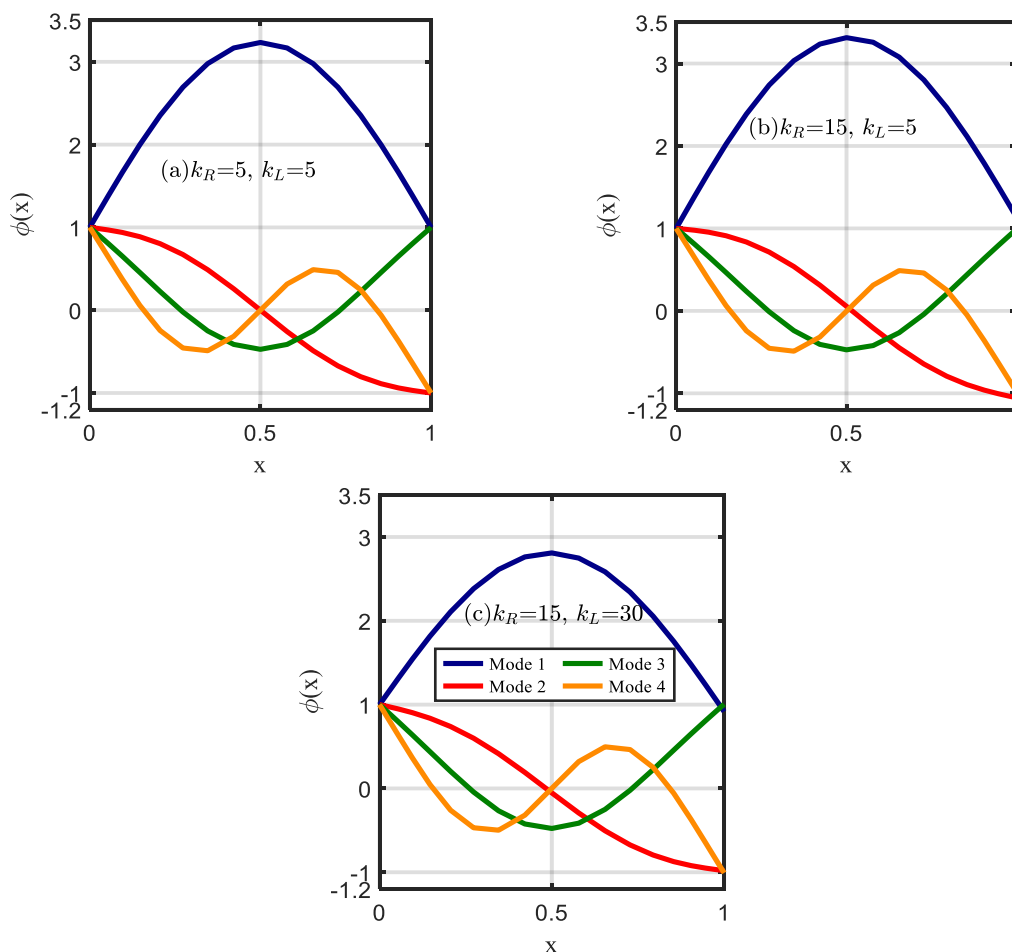 3.5
3
2
1
0
-1
-1.2
ϕ(x)
(a)k_R=5, k_L=5
0
0.5
1
x
3.5
3
2
1
0
-1
-1.2
ϕ(x)
(b)k_R=15, k_L=5
0
0.5
x
3.5
3
2
1
0
-1
-1.2
ϕ(x)
(c)k_R=15, k_L=30
Mode 1 Mode 3
Mode 2 Mode 4
0
0.5
1
x